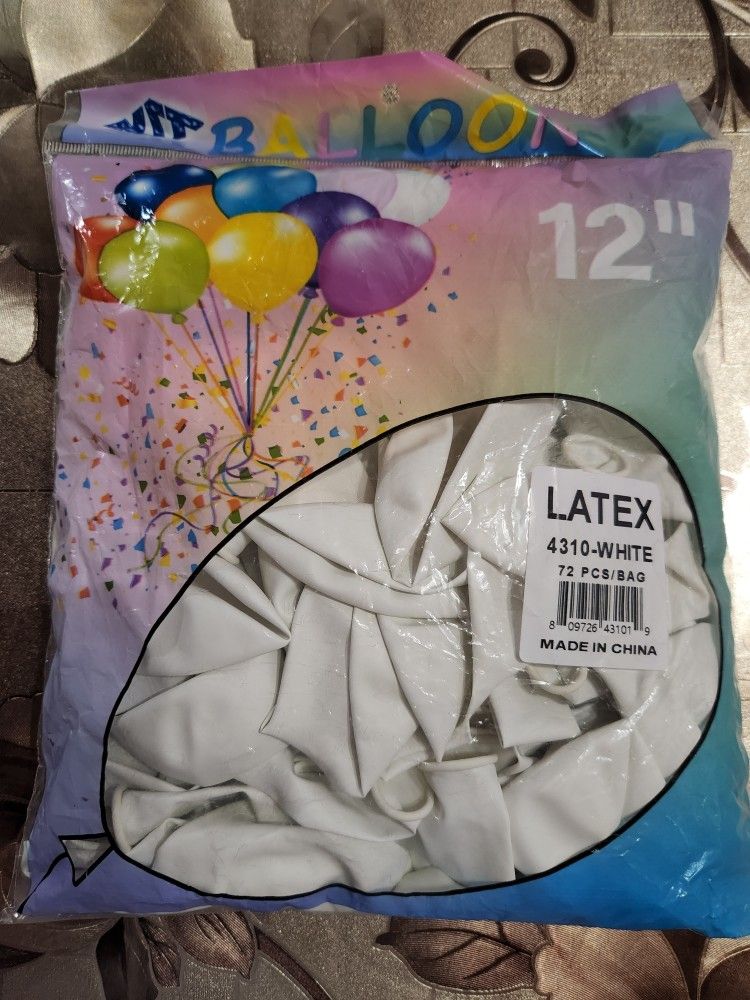 BALLOON
12"
LATEX
4310-WHITE
72 PCS/BAG
8 09726 43101 9
MADE IN CHINA